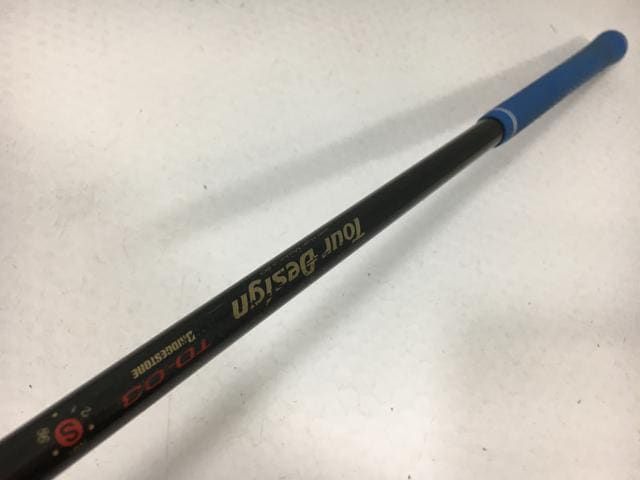 Tour Design
BRIDGESTONE
TD-03
S